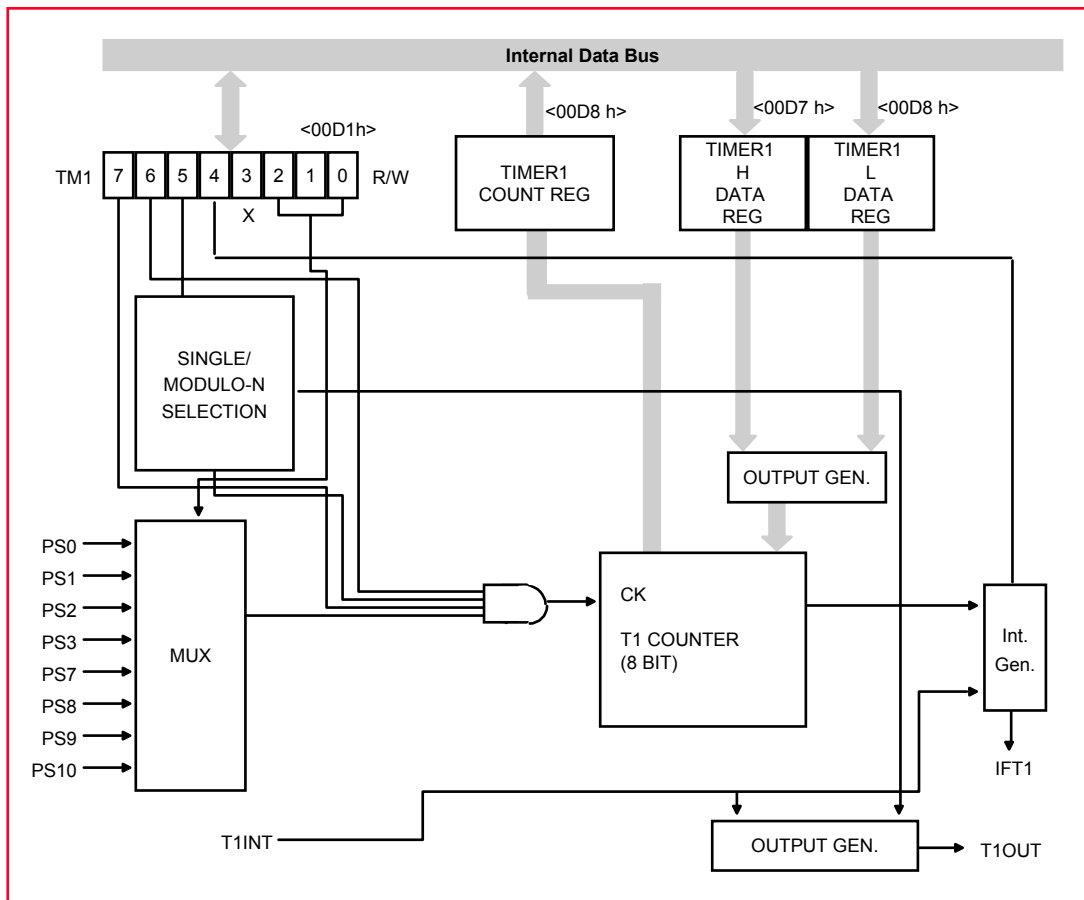 Internal Data Bus
<00D8 h>
<00D7 h>
<00D8 h>
<00D1h>
TM1
7
6
5
4
3
2
1
0
R/W
X
TIMER1
COUNT REG
TIMER1
H
DATA
REG
TIMER1
L
DATA
REG
SINGLE/
MODULO-N
SELECTION
OUTPUT GEN.
PS0
PS1
PS2
PS3
PS7
PS8
PS9
PS10
MUX
CK
T1 COUNTER
(8 BIT)
Int.
Gen.
IFT1
T1INT
OUTPUT GEN.
T1OUT